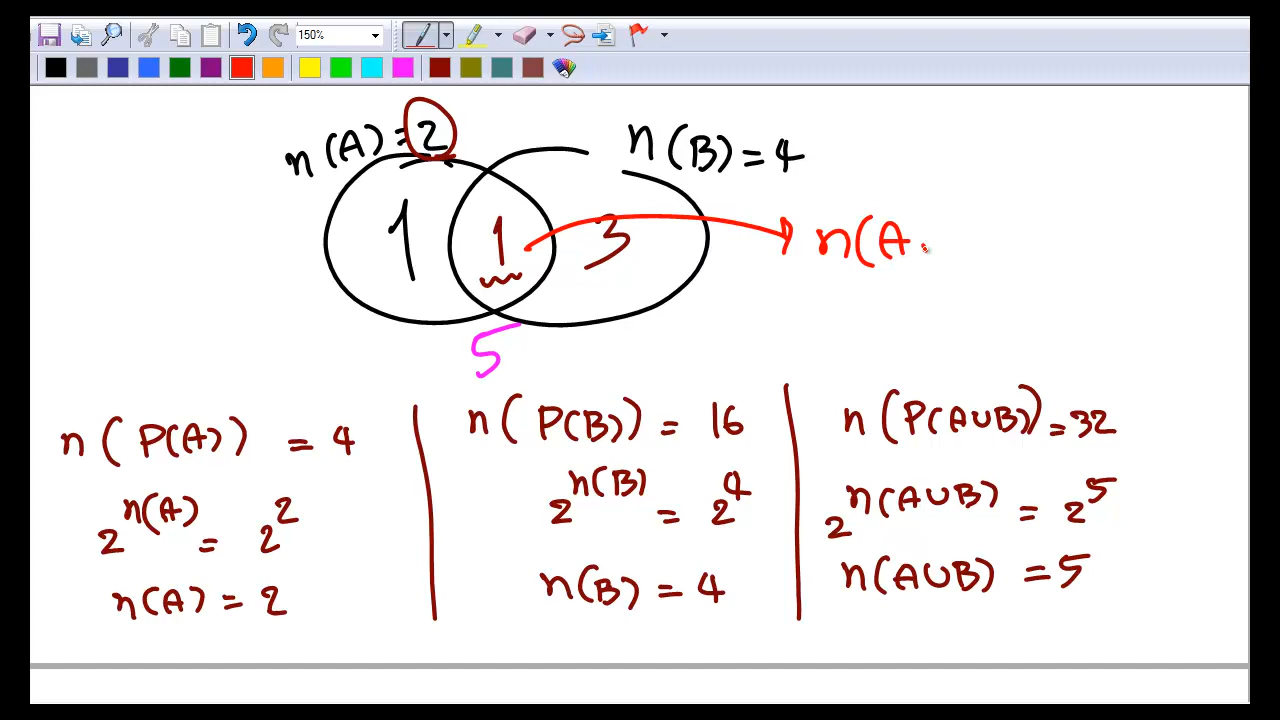 150%
n(A)=2
n(B)=4
1 1 3
n(A
5
n(P(A)) = 4
2^n(A) = 2^2
n(A) = 2
n(P(B)) = 16
2^n(B) = 2^4
n(B) = 4
n(P(A∪B)) = 32
2^n(A∪B) = 2^5
n(A∪B) = 5